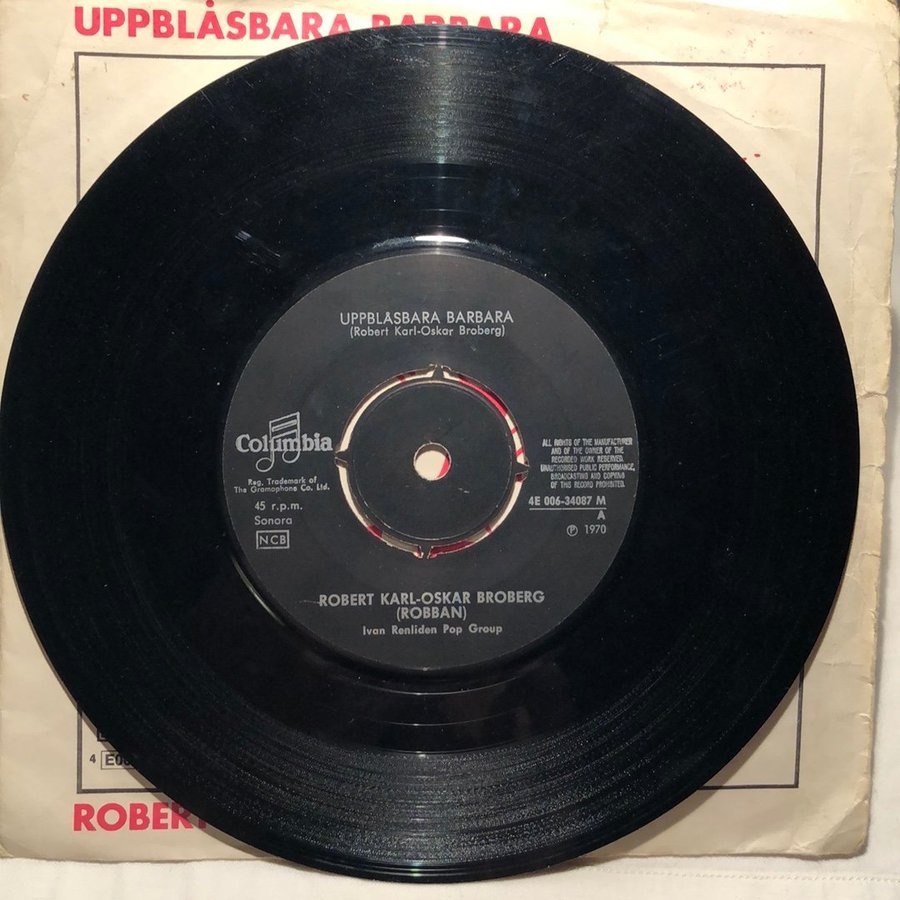 UPPBLÅSBARA BARBARA
UPPBLÅSBARA BARBARA
(Robert Karl-Oskar Broberg)
Columbia
Reg. Trademark of
The Gramophone Co. Ltd.
45 r.p.m.
Sonora
NCB
ALL RIGHTS OF THE MANUFACTURER
AND OF THE OWNER OF THE
RECORDED WORK RESERVED.
UNAUTHORISED PUBLIC PERFORMANCE,
BROADCASTING AND COPYING
OF THIS RECORD PROHIBITED.
4E 006-34087 M
A
℗ 1970
ROBERT KARL-OSKAR BROBERG
(ROBBAN)
Ivan Renliden Pop Group
4
ROBERT